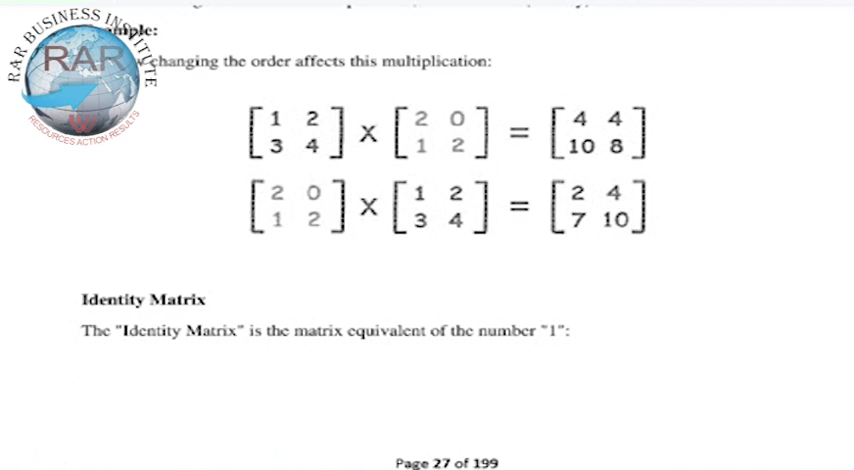 RAR BUSINESS INSTITUTE
RAR
RESOURCES ACTION RESULTS
changing the order affects this multiplication:
[1 2] x [2 0] = [4 4]
[3 4] [1 2] [10 8]
[2 0] x [1 2] = [2 4]
[1 2] [3 4] [7 10]
Identity Matrix
The "Identity Matrix" is the matrix equivalent of the number "1":
Page 27 of 199